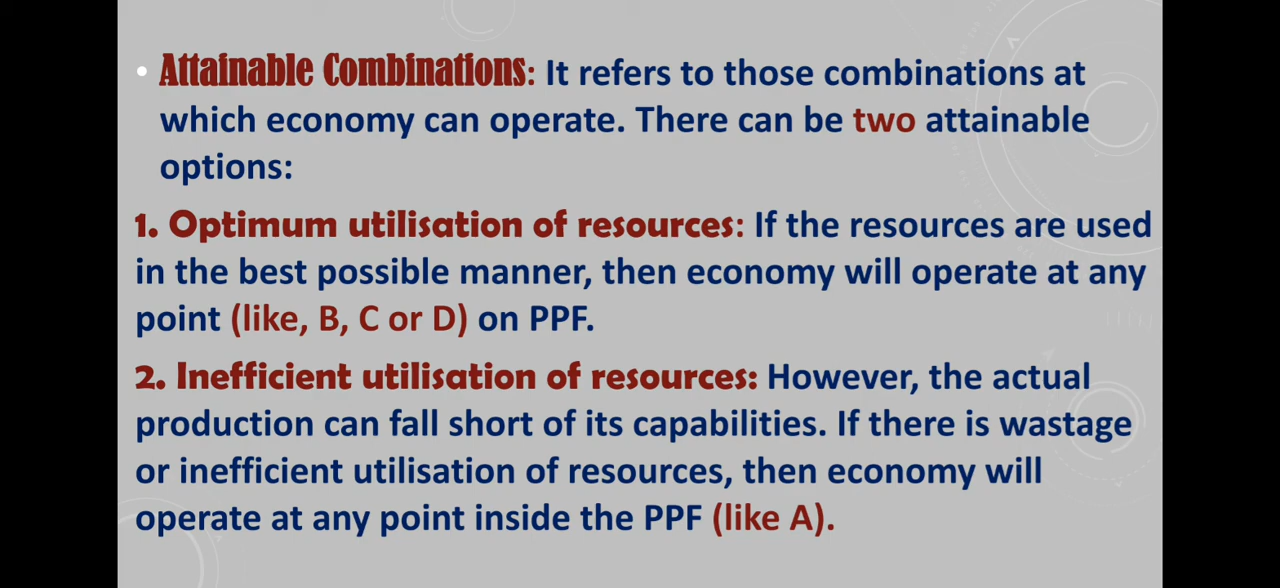 • Attainable Combinations: It refers to those combinations at
which economy can operate. There can be two attainable
options:
1. Optimum utilisation of resources: If the resources are used
in the best possible manner, then economy will operate at any
point (like, B, C or D) on PPF.
2. Inefficient utilisation of resources: However, the actual
production can fall short of its capabilities. If there is wastage
or inefficient utilisation of resources, then economy will
operate at any point inside the PPF (like A).